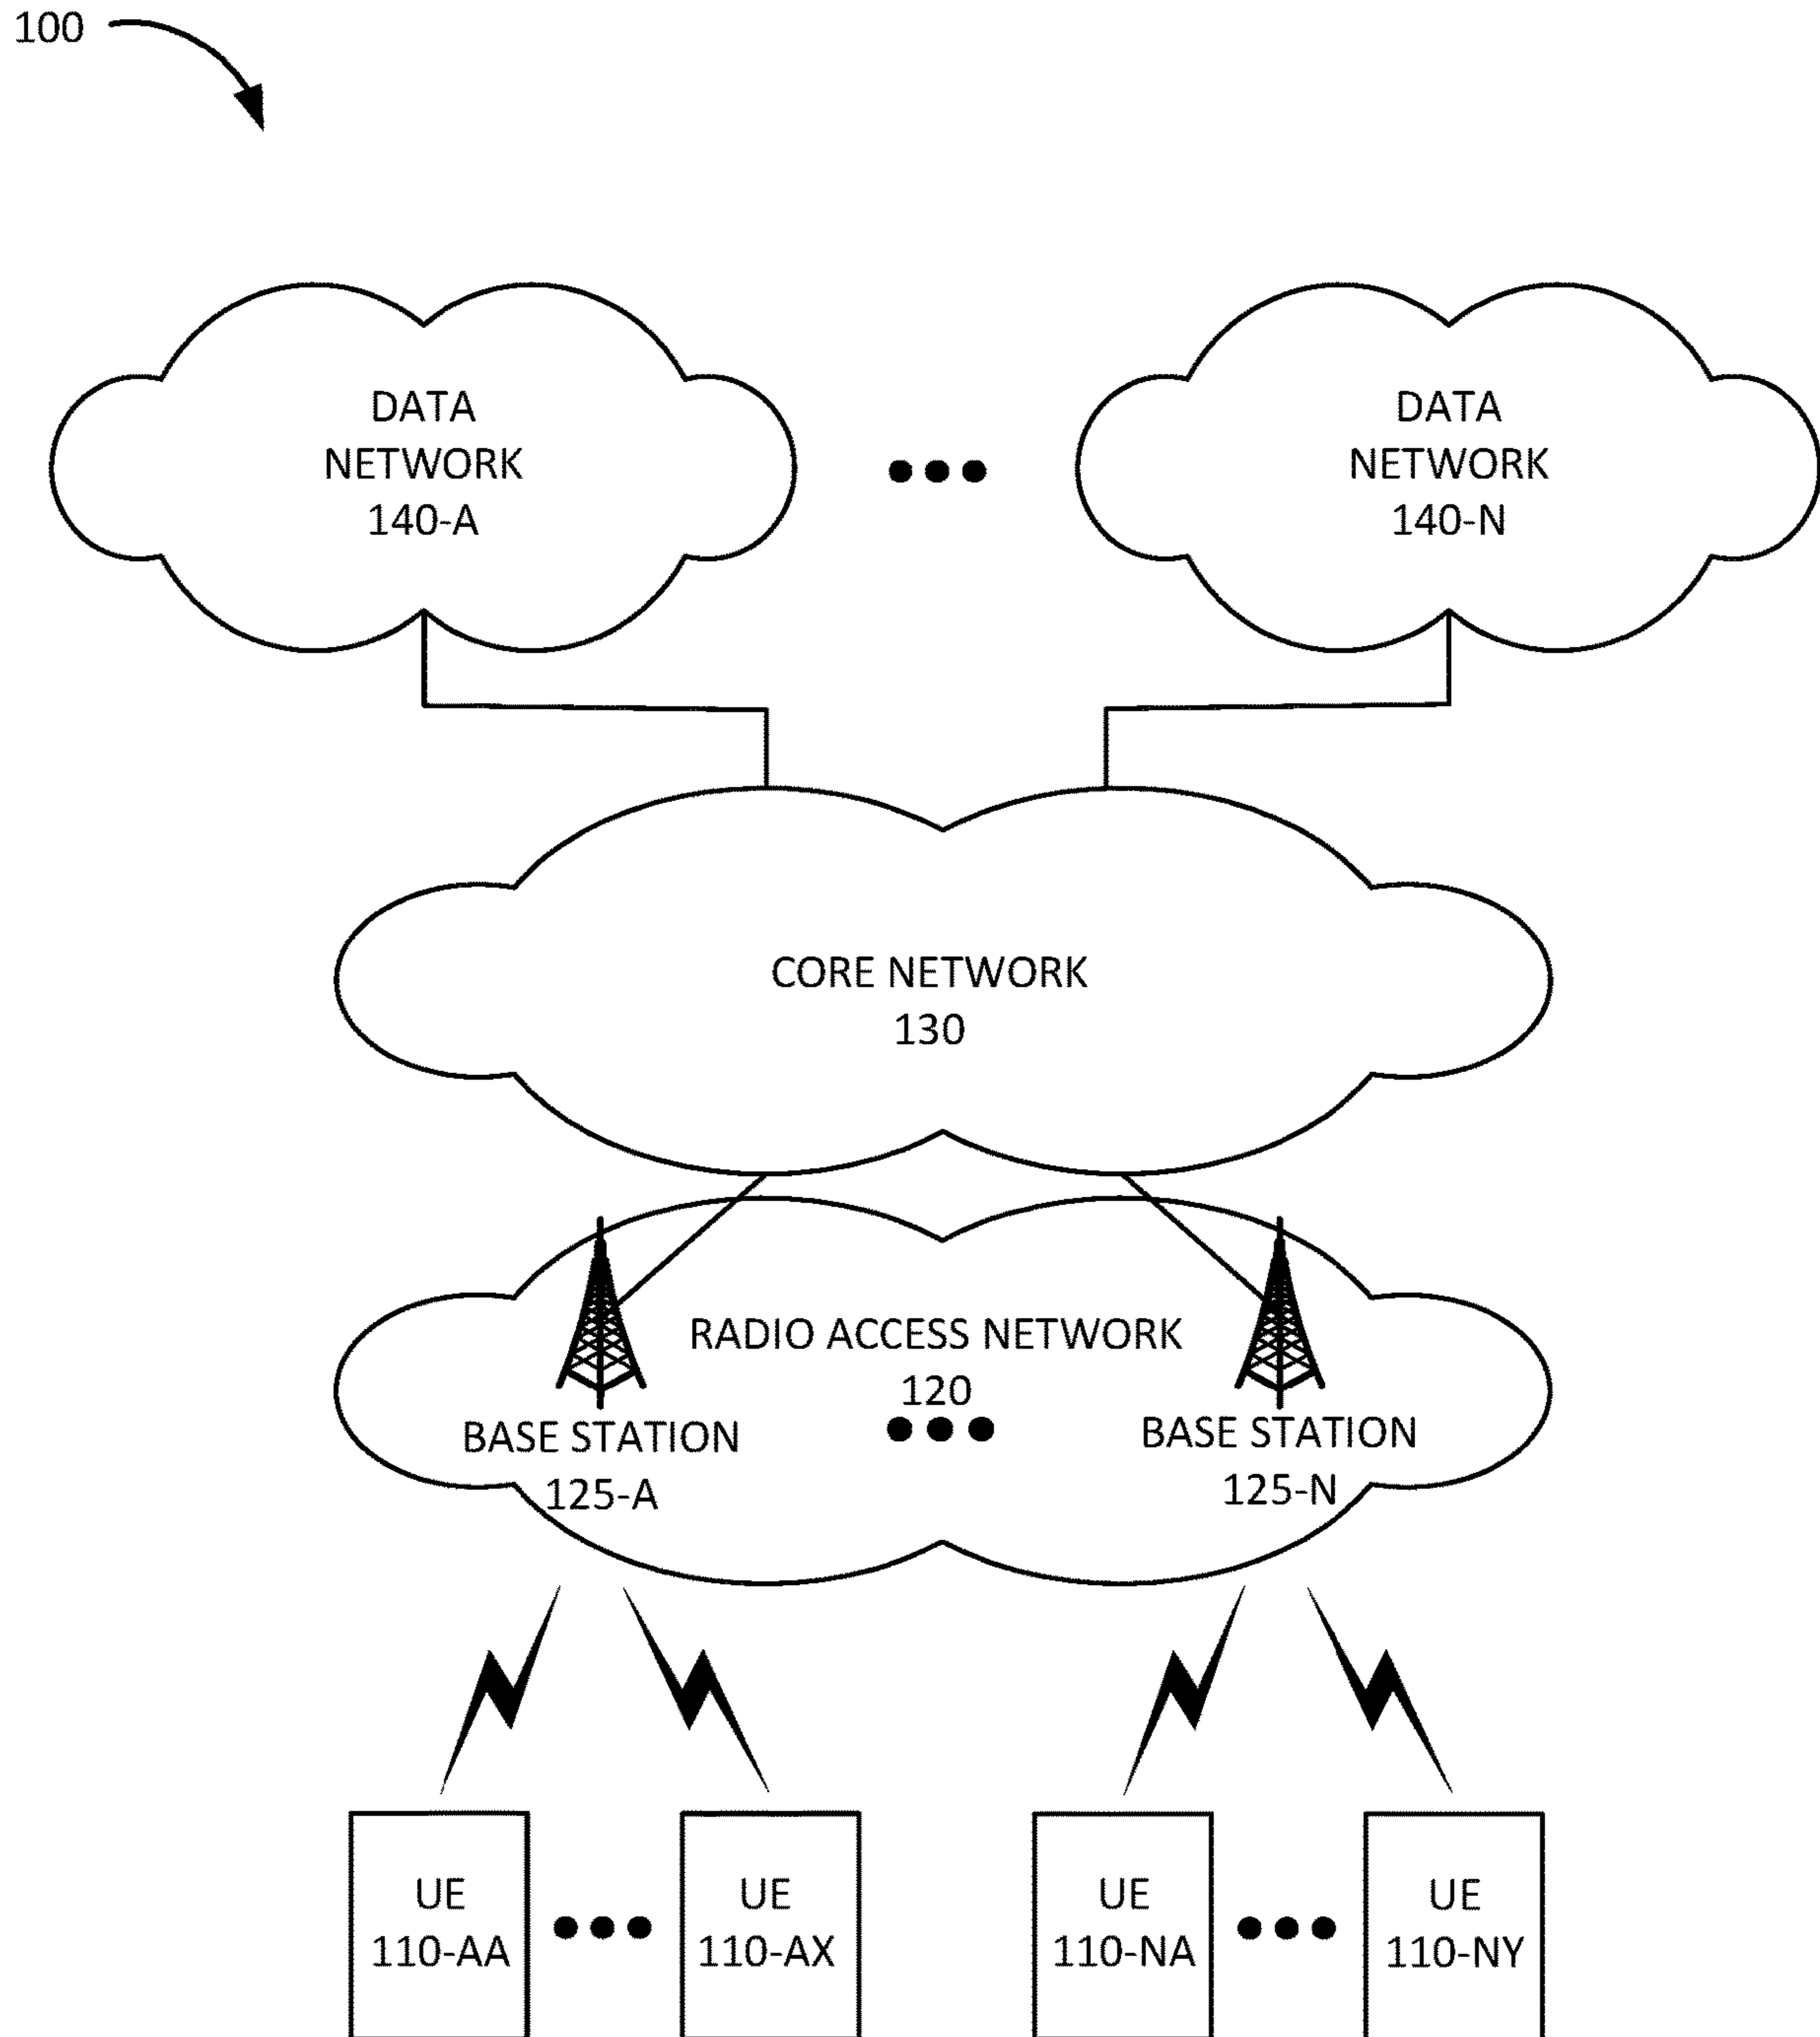 100
DATA
NETWORK
140-A
DATA
NETWORK
140-N
CORE NETWORK
130
RADIO ACCESS NETWORK
120
BASE STATION
125-A
BASE STATION
125-N
UE
110-AA
UE
110-AX
UE
110-NA
UE
110-NY